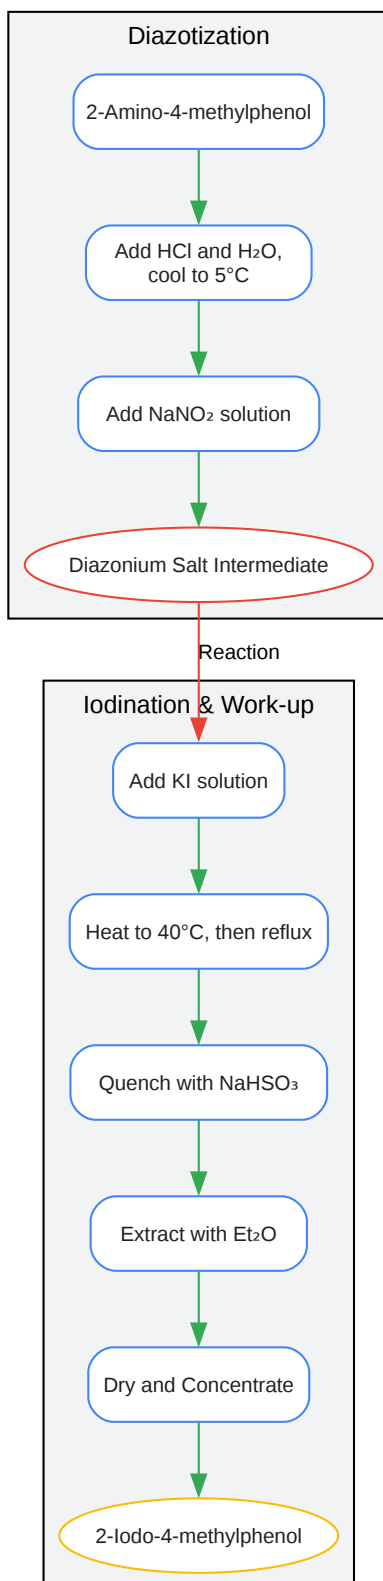 Diazotization
2-Amino-4-methylphenol
Add HCl and H₂O,
cool to 5°C
Add NaNO₂ solution
Diazonium Salt Intermediate
Reaction
Iodination & Work-up
Add KI solution
Heat to 40°C, then reflux
Quench with NaHSO₃
Extract with Et₂O
Dry and Concentrate
2-Iodo-4-methylphenol